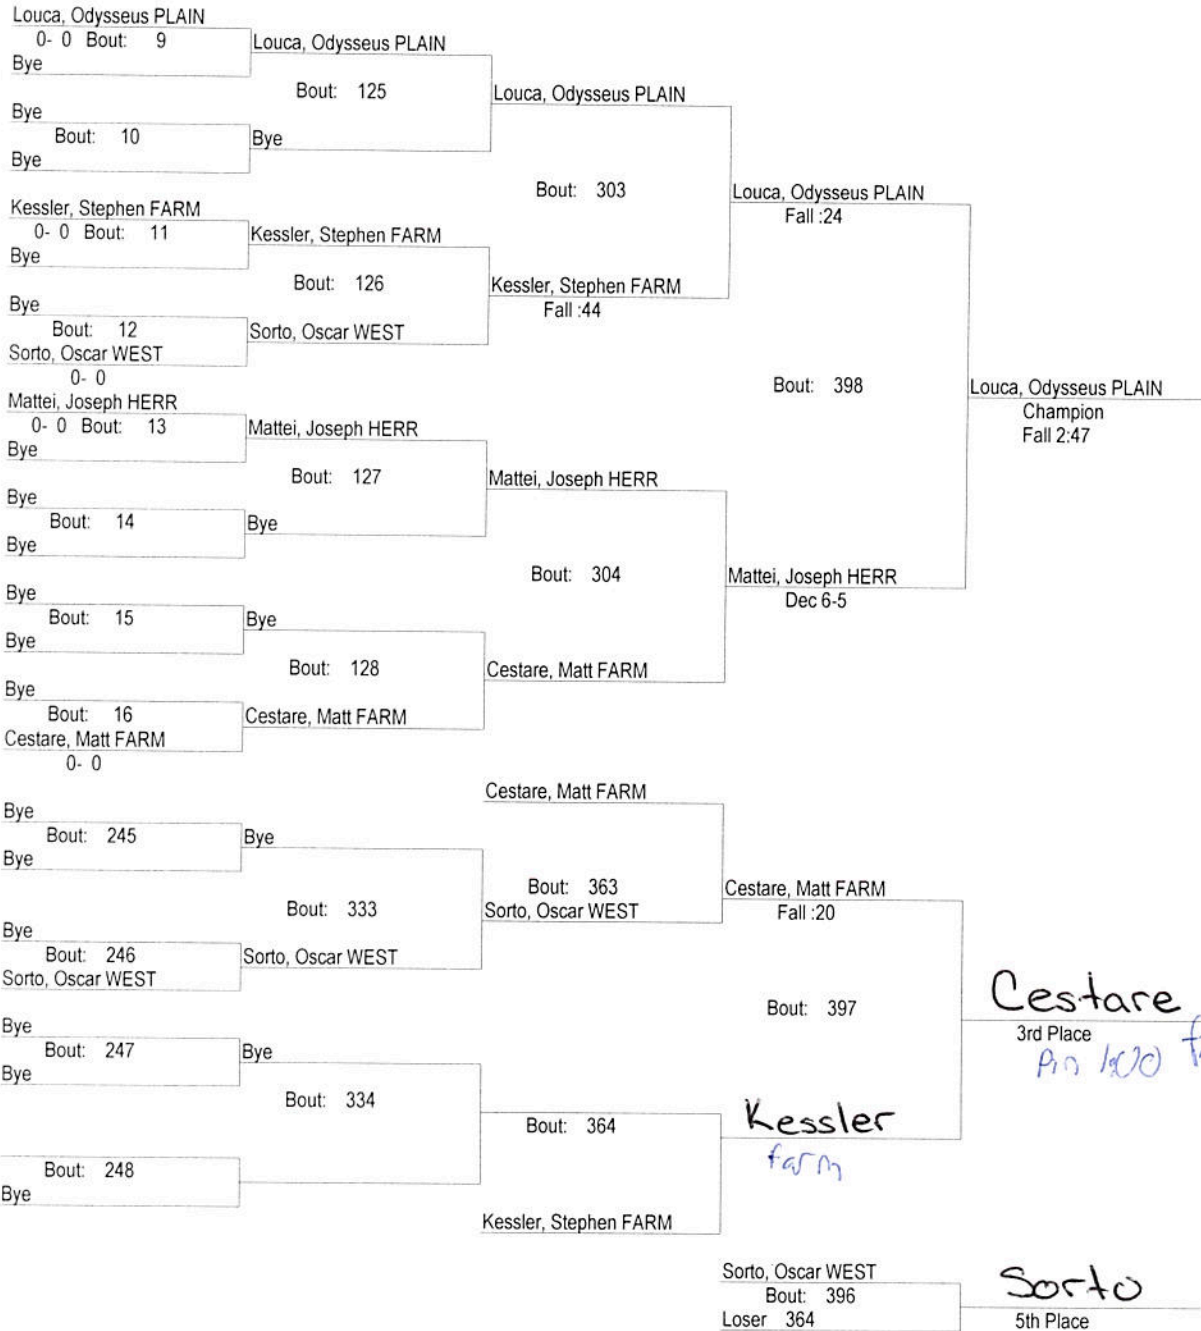 Louca, Odysseus PLAIN
0- 0 Bout: 9
Bye
Louca, Odysseus PLAIN
Bout: 125
Bye
Bout: 10
Bye
Bye
Louca, Odysseus PLAIN
Bout: 303
Kessler, Stephen FARM
0- 0 Bout: 11
Bye
Kessler, Stephen FARM
Bout: 126
Bye
Bout: 12
Sorto, Oscar WEST
0- 0
Sorto, Oscar WEST
Kessler, Stephen FARM
Fall :44
Louca, Odysseus PLAIN
Fall :24
Bout: 398
Mattei, Joseph HERR
0- 0 Bout: 13
Bye
Mattei, Joseph HERR
Bout: 127
Bye
Bout: 14
Bye
Bye
Mattei, Joseph HERR
Bout: 304
Bye
Bout: 15
Bye
Bye
Bout: 128
Bye
Bout: 16
Cestare, Matt FARM
0- 0
Cestare, Matt FARM
Cestare, Matt FARM
Mattei, Joseph HERR
Dec 6-5
Louca, Odysseus PLAIN
Champion
Fall 2:47
Cestare, Matt FARM
Bye
Bout: 245
Bye
Bye
Bout: 333
Bye
Bout: 246
Sorto, Oscar WEST
Sorto, Oscar WEST
Bout: 363
Sorto, Oscar WEST
Cestare, Matt FARM
Fall :20
Bout: 397
Bye
Bout: 247
Bye
Bye
Bout: 334
Bout: 248
Bye
Bout: 364
Kessler, Stephen FARM
Kessler
farm
Cestare
3rd Place
Pin
Sorto, Oscar WEST
Bout: 396
Loser 364
Sorto
5th Place